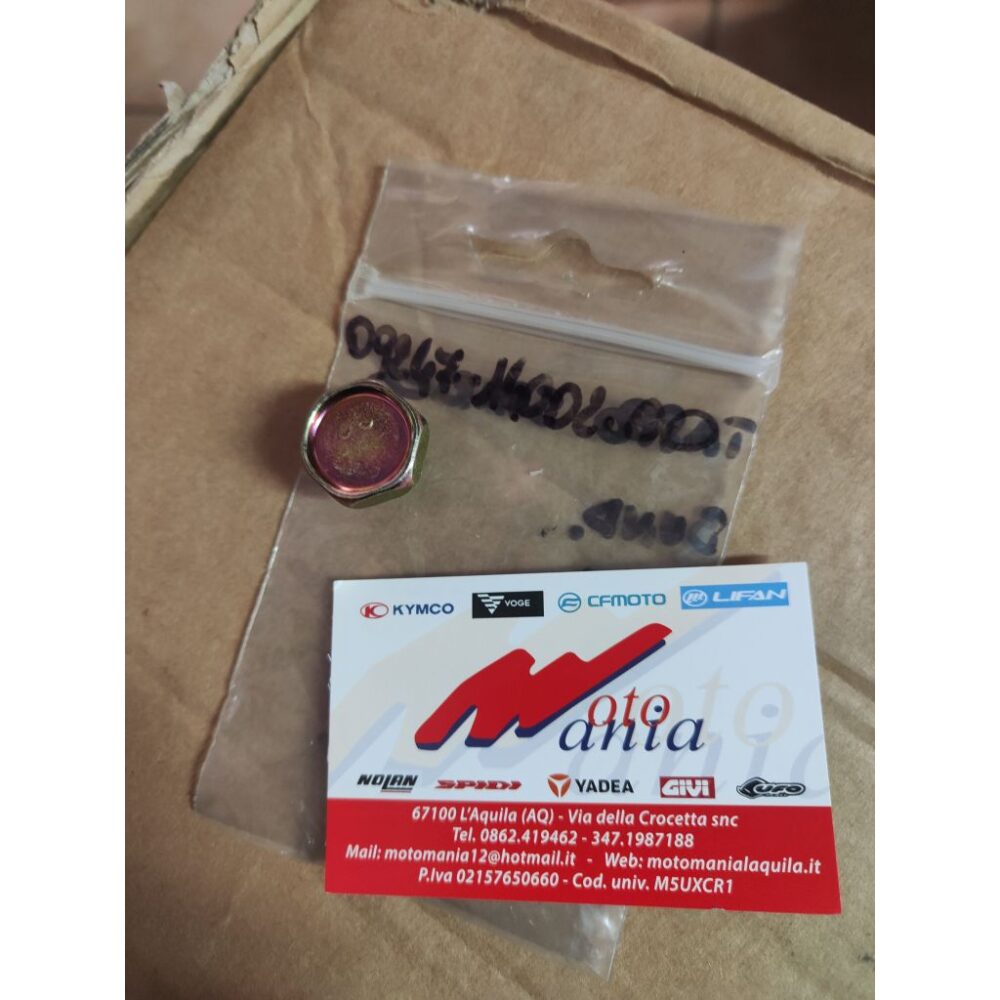 KYMCO VOGE CFMOTO LIFAN
Moto
Mania
NOLAN SPIDI YADEA GIVI UFO
67100 L'Aquila (AQ) - Via della Crocetta snc
Tel. 0862.419462 - 347.1987188
Mail: motomania12@hotmail.it - Web: motomanialaquila.it
P.Iva 02157650660 - Cod. univ. M5UXCR1